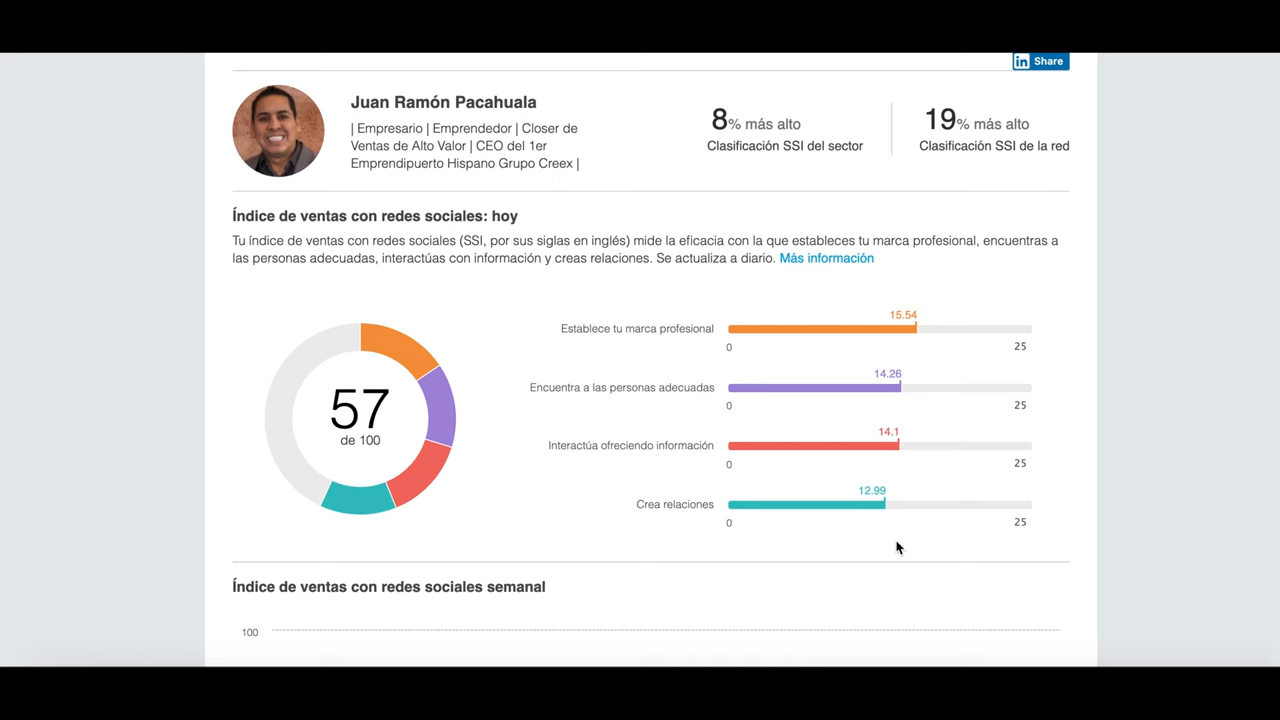 in Share
Juan Ramón Pacahuala
| Empresario | Emprendedor | Closer de
Ventas de Alto Valor | CEO del 1er
Emprendipuerto Hispano Grupo Creex |
8% más alto
Clasificación SSI del sector
19% más alto
Clasificación SSI de la red
Índice de ventas con redes sociales: hoy
Tu índice de ventas con redes sociales (SSI, por sus siglas en inglés) mide la eficacia con la que estableces tu marca profesional, encuentras a
las personas adecuadas, interactúas con información y creas relaciones. Se actualiza a diario. Más información
57
de 100
15.54
Establece tu marca profesional
0 25
14.26
Encuentra a las personas adecuadas
0 25
14.1
Interactúa ofreciendo información
0 25
12.99
Crea relaciones
0 25
Índice de ventas con redes sociales semanal
100